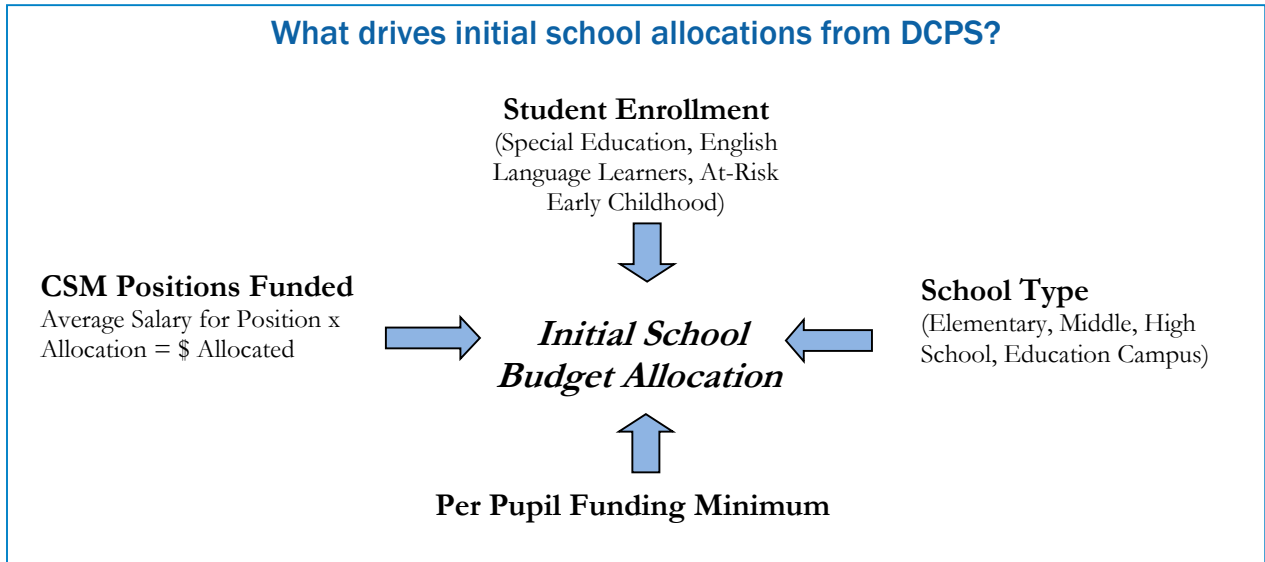 What drives initial school allocations from DCPS?
Student Enrollment
(Special Education, English
Language Learners, At-Risk
Early Childhood)
CSM Positions Funded
Average Salary for Position x
Allocation = $ Allocated
Initial School
Budget Allocation
School Type
(Elementary, Middle, High
School, Education Campus)
Per Pupil Funding Minimum